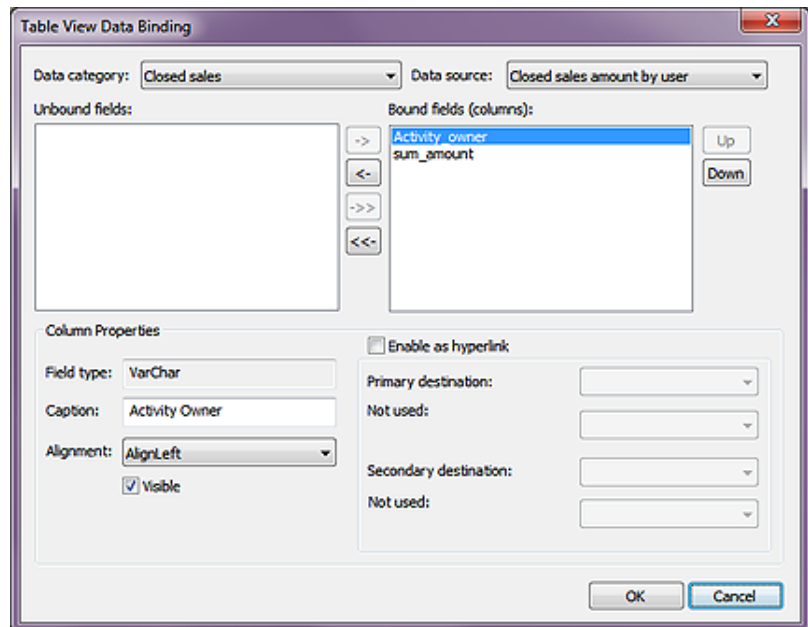 Table View Data Binding
Data category: Closed sales Data source: Closed sales amount by user
Unbound fields: Bound fields (columns):
-> Activity_owner Up
sum_amount
<- Down
->>
<<-
Column Properties
Enable as hyperlink
Field type: VarChar Primary destination:
Caption: Activity Owner Not used:
Alignment: AlignLeft
Secondary destination:
Visible
Not used:
OK Cancel